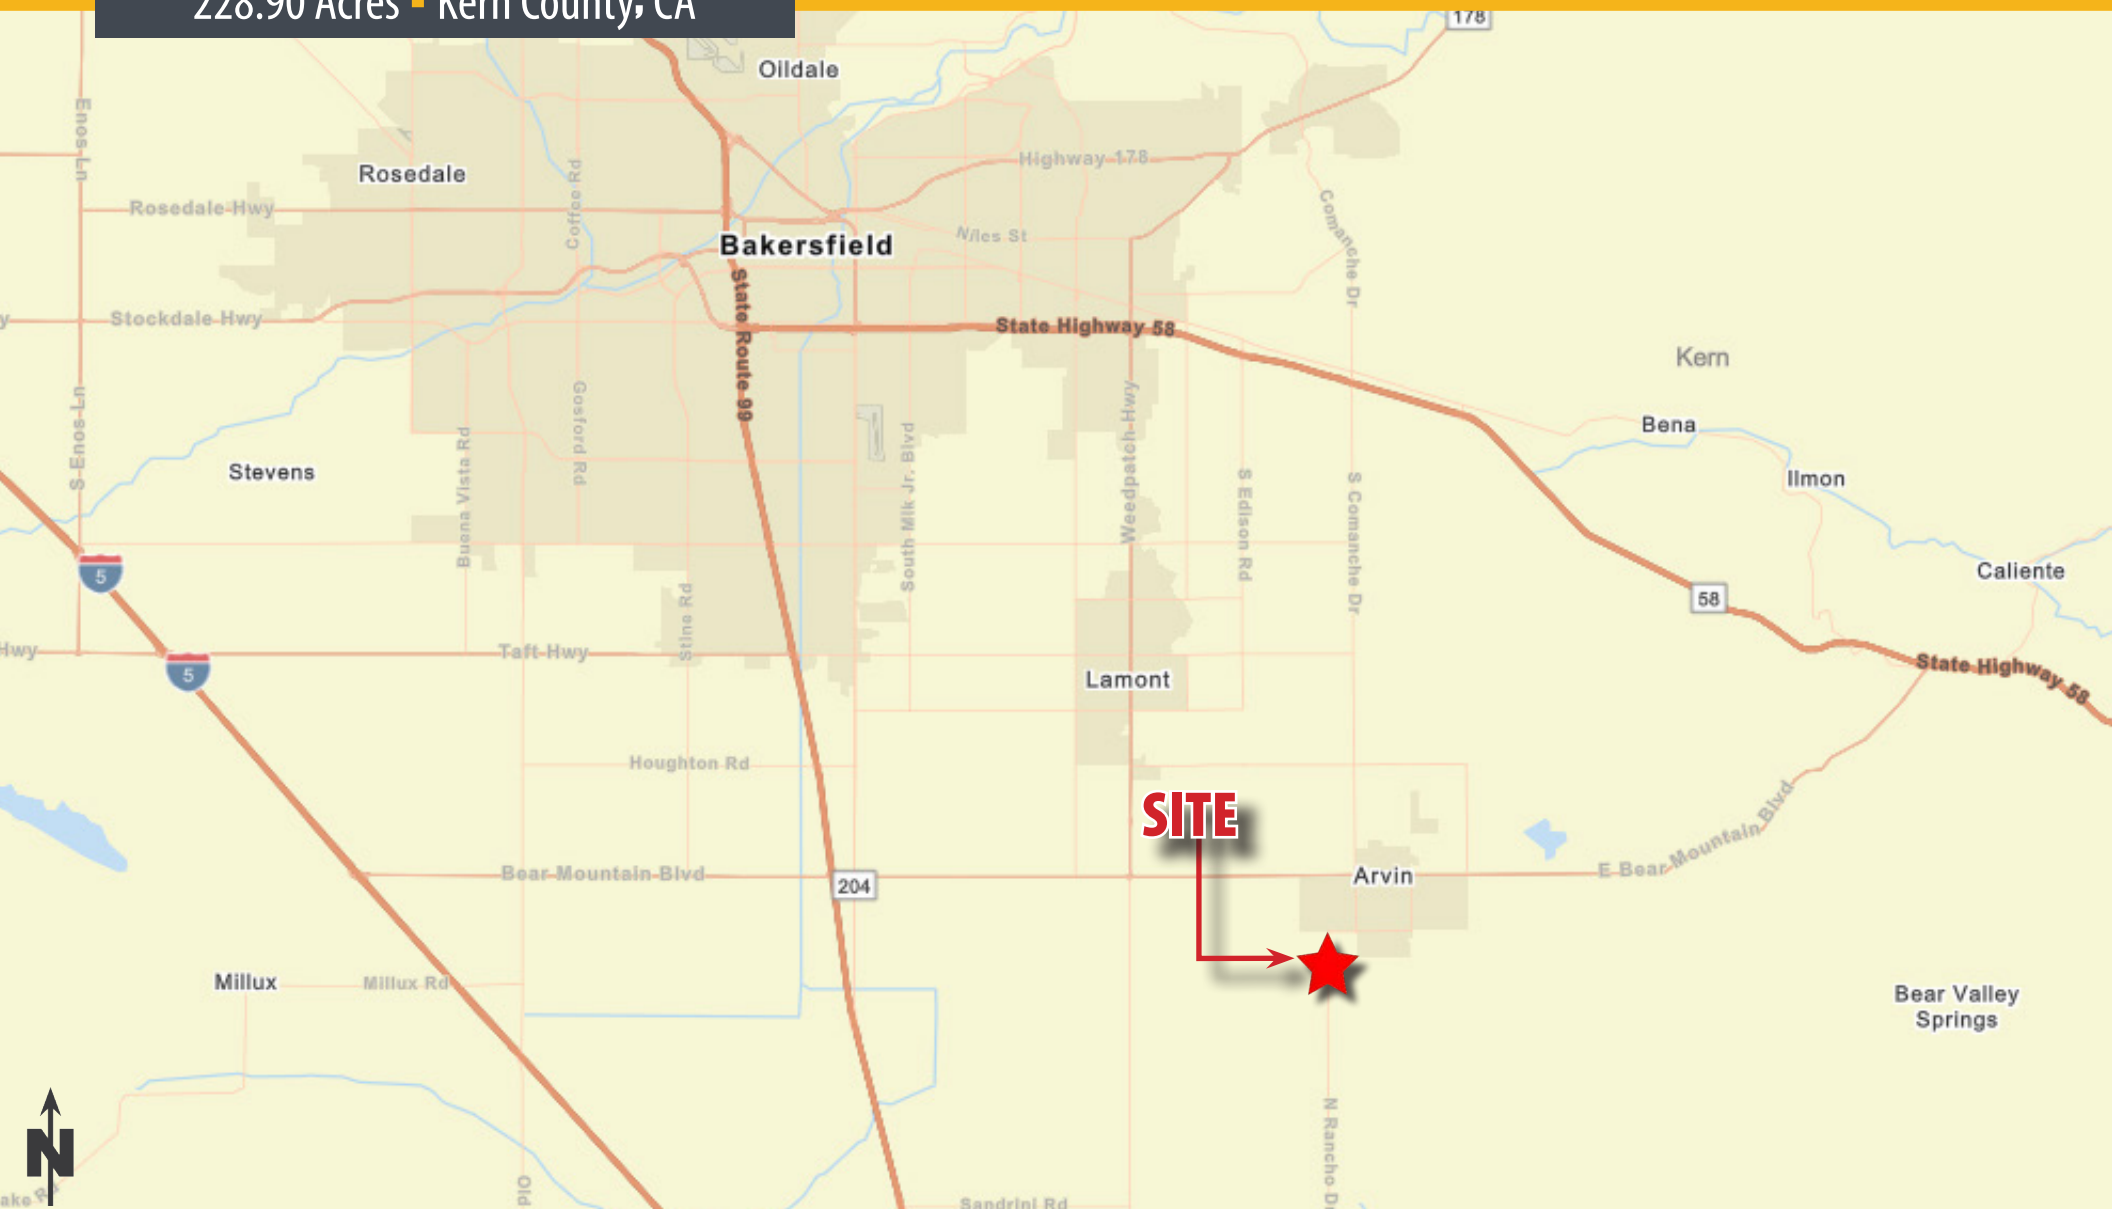 228.90 Acres ▪ Kern County, CA
178
Oildale
Enos Ln
Rosedale
Coffee Rd
Highway 178
Rosedale Hwy
Comanche Dr
Niles St
Bakersfield
State Route 99
Stockdale Hwy
State Highway 58
Kern
S Enos Ln
Gosford Rd
Weedpatch Hwy
Bena
Stevens
Buena Vista Rd
South Mlk Jr. Blvd
S Edison Rd
S Comanche Dr
Ilmon
5
Caliente
58
Stine Rd
Hwy
Taft Hwy
5
Lamont
State Highway 58
Houghton Rd
SITE
Bear Mountain Blvd
204
Arvin
E Bear Mountain Blvd
Millux
Millux Rd
Bear Valley
Springs
N
N Rancho Dr
Old
Sandrini Rd